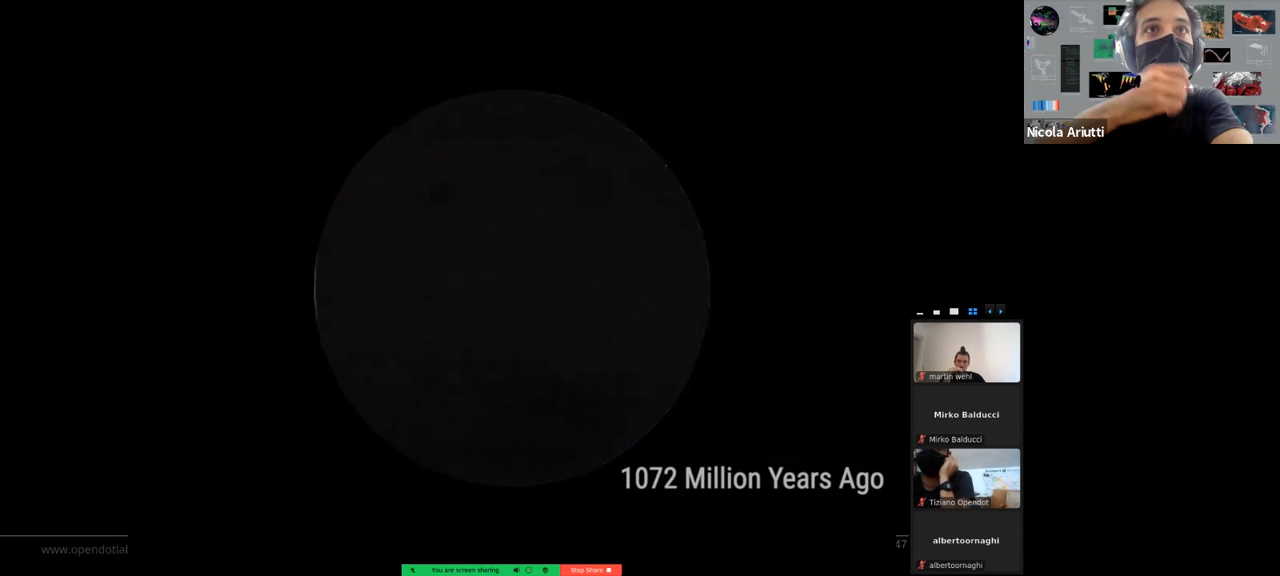 Nicola Ariutti
martin wehl
Mirko Balducci
Mirko Balducci
Tiziano Opendot
albertoornaghi
albertoornaghi
1072 Million Years Ago
www.opendotlab
47
You are screen sharing
Stop Share